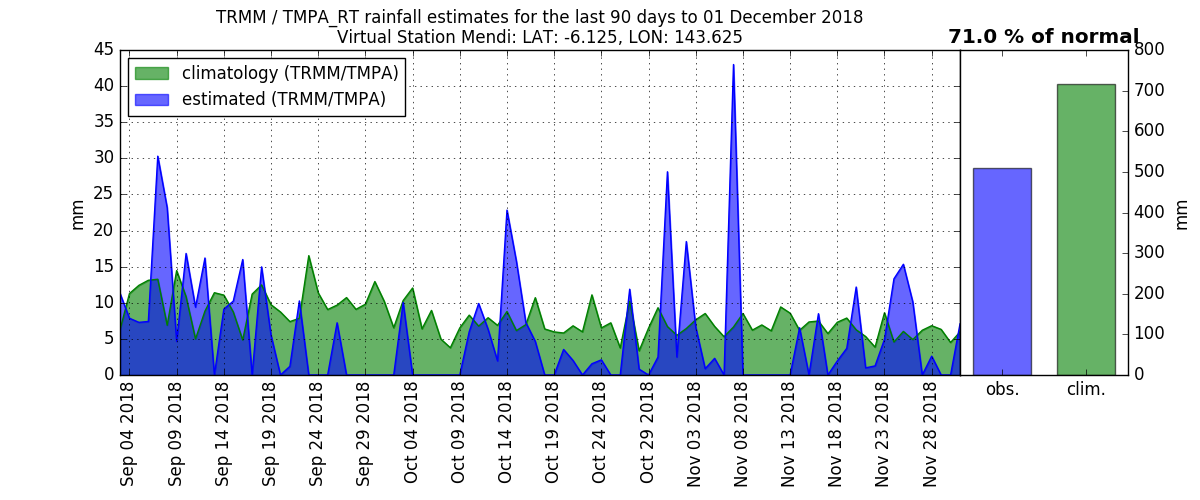 TRMM / TMPA_RT rainfall estimates for the last 90 days to 01 December 2018
Virtual Station Mendi: LAT: -6.125, LON: 143.625
71.0 % of normal
climatology (TRMM/TMPA)
estimated (TRMM/TMPA)
45
40
35
30
25
20
15
10
5
0
mm
Sep 04 2018
Sep 09 2018
Sep 14 2018
Sep 19 2018
Sep 24 2018
Sep 29 2018
Oct 04 2018
Oct 09 2018
Oct 14 2018
Oct 19 2018
Oct 24 2018
Oct 29 2018
Nov 03 2018
Nov 08 2018
Nov 13 2018
Nov 18 2018
Nov 23 2018
Nov 28 2018
800
700
600
500
400
300
200
100
0
mm
obs.
clim.